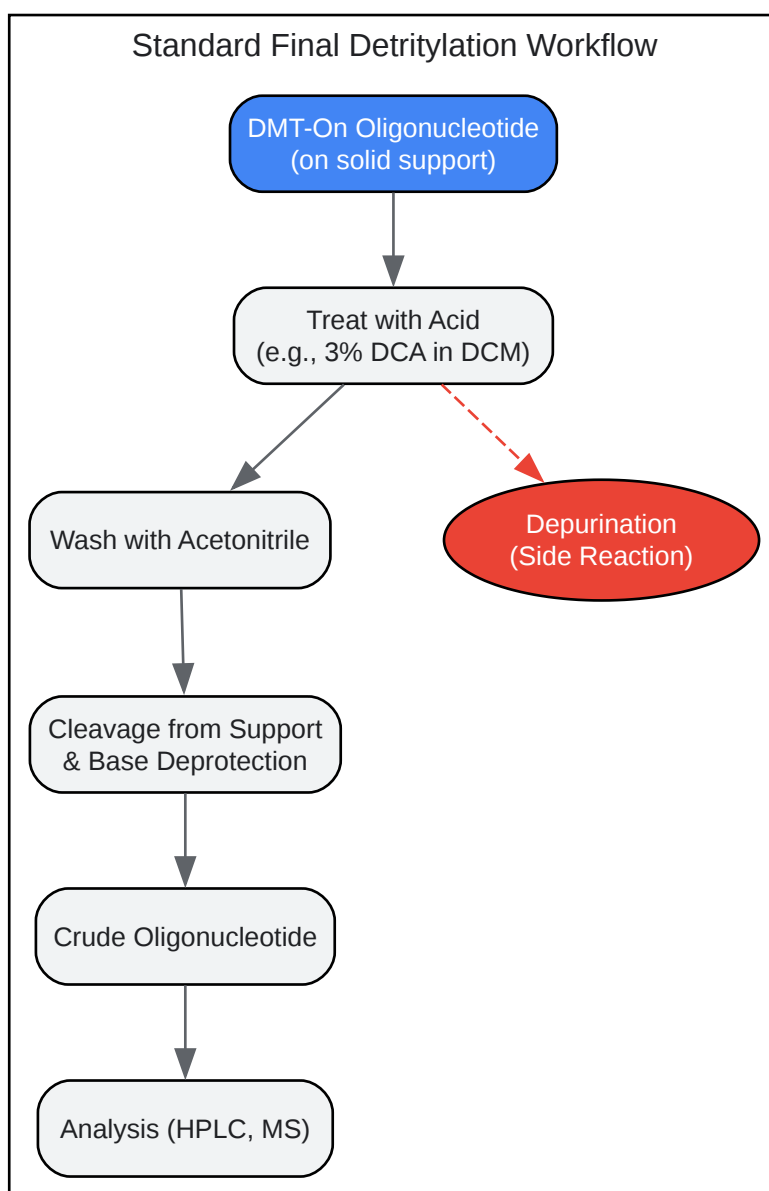 Standard Final Detritylation Workflow
DMT-On Oligonucleotide
(on solid support)
Treat with Acid
(e.g., 3% DCA in DCM)
Wash with Acetonitrile
Depurination
(Side Reaction)
Cleavage from Support
& Base Deprotection
Crude Oligonucleotide
Analysis (HPLC, MS)